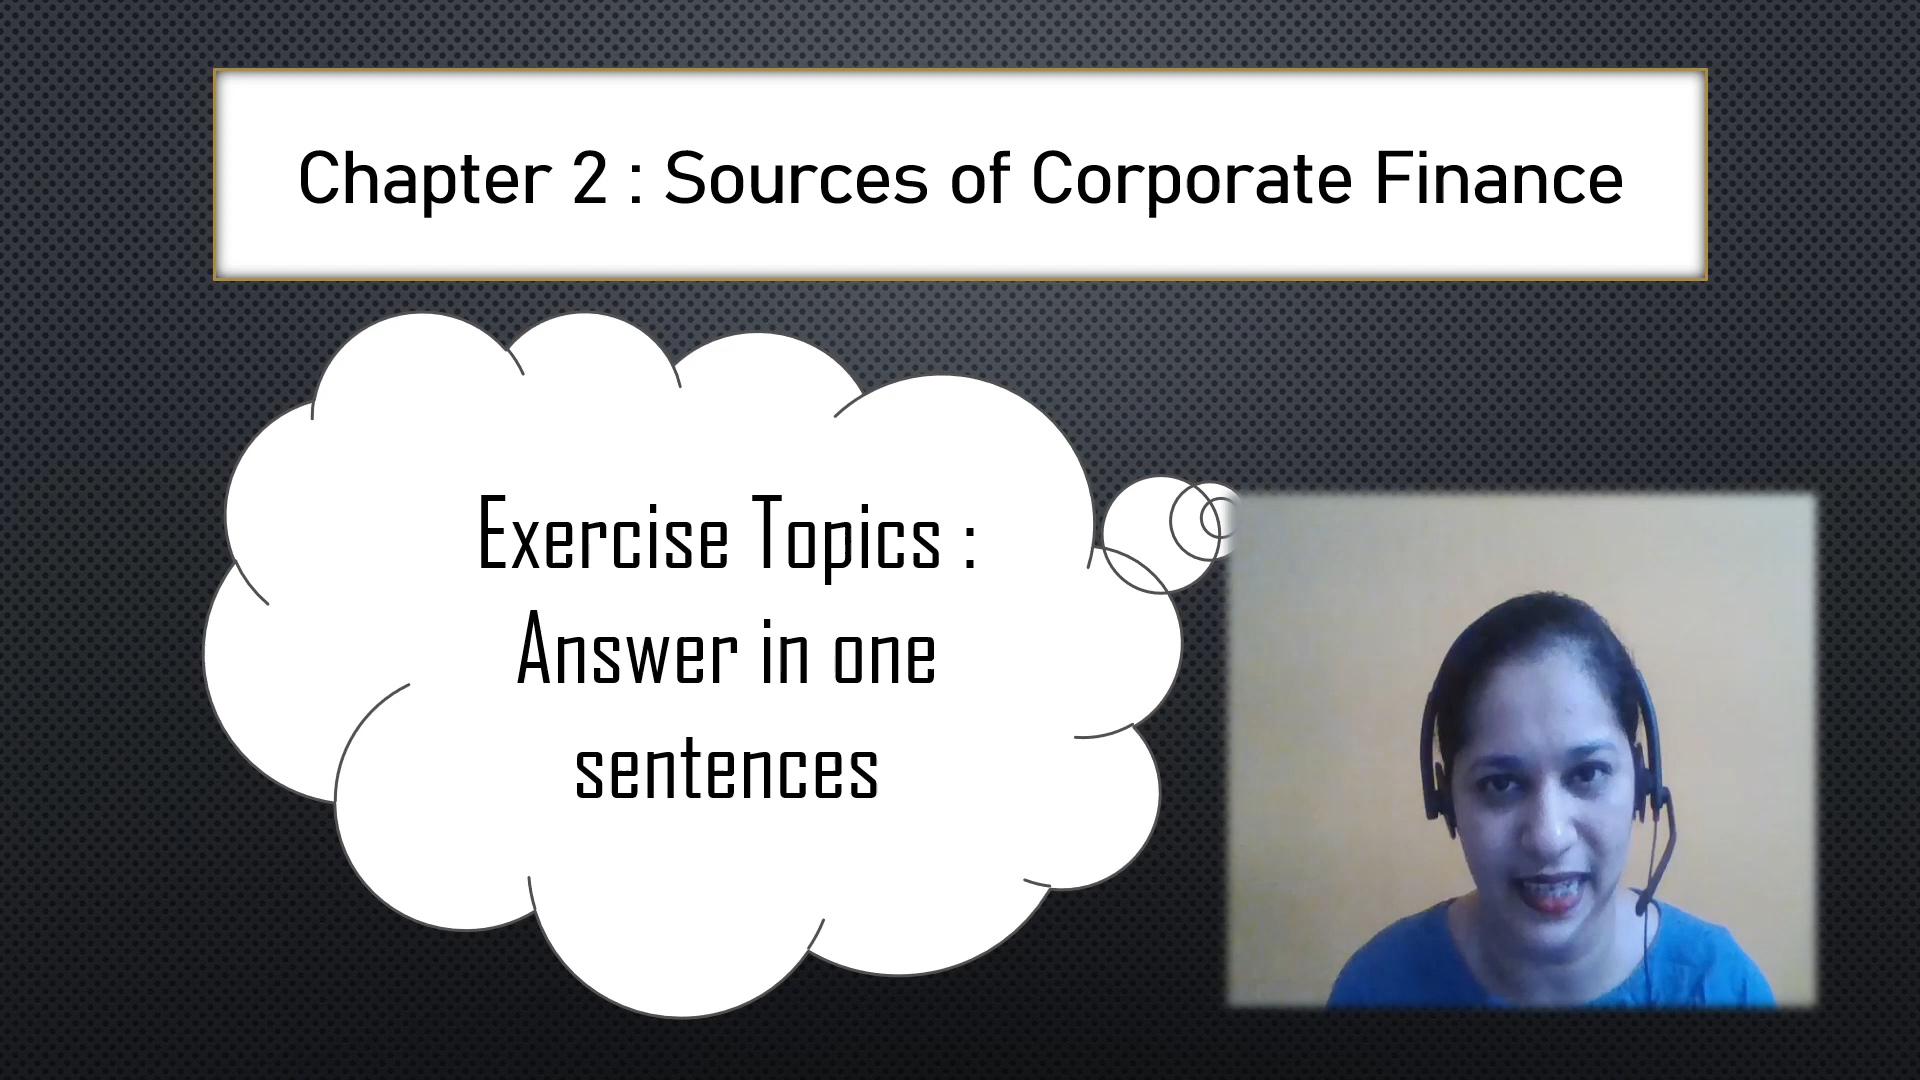 Chapter 2 : Sources of Corporate Finance
Exercise Topics :
Answer in one
sentences